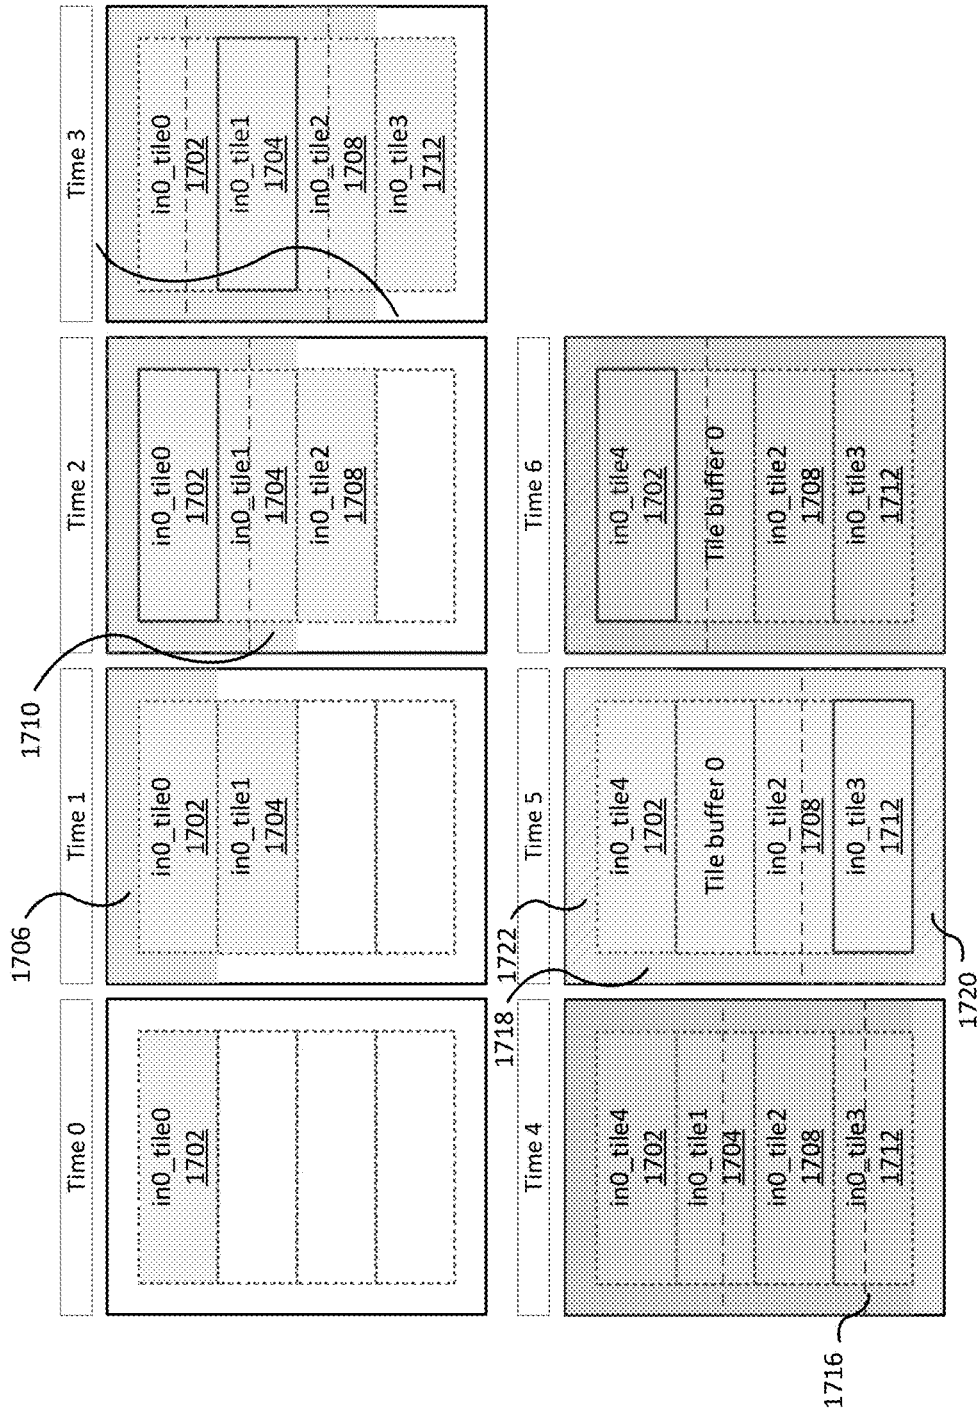 Time 0
in0_tile0
1702
1706
Time 1
in0_tile0
1702
in0_tile1
1704
1710
Time 2
in0_tile0
1702
in0_tile1
1704
in0_tile2
1708
Time 3
in0_tile0
1702
in0_tile1
1704
in0_tile2
1708
in0_tile3
1712
Time 4
in0_tile4
1702
in0_tile1
1704
in0_tile2
1708
in0_tile3
1712
1716
1718
1722
Time 5
in0_tile4
1702
Tile buffer 0
in0_tile2
1708
in0_tile3
1712
1720
Time 6
in0_tile4
1702
Tile buffer 0
in0_tile2
1708
in0_tile3
1712